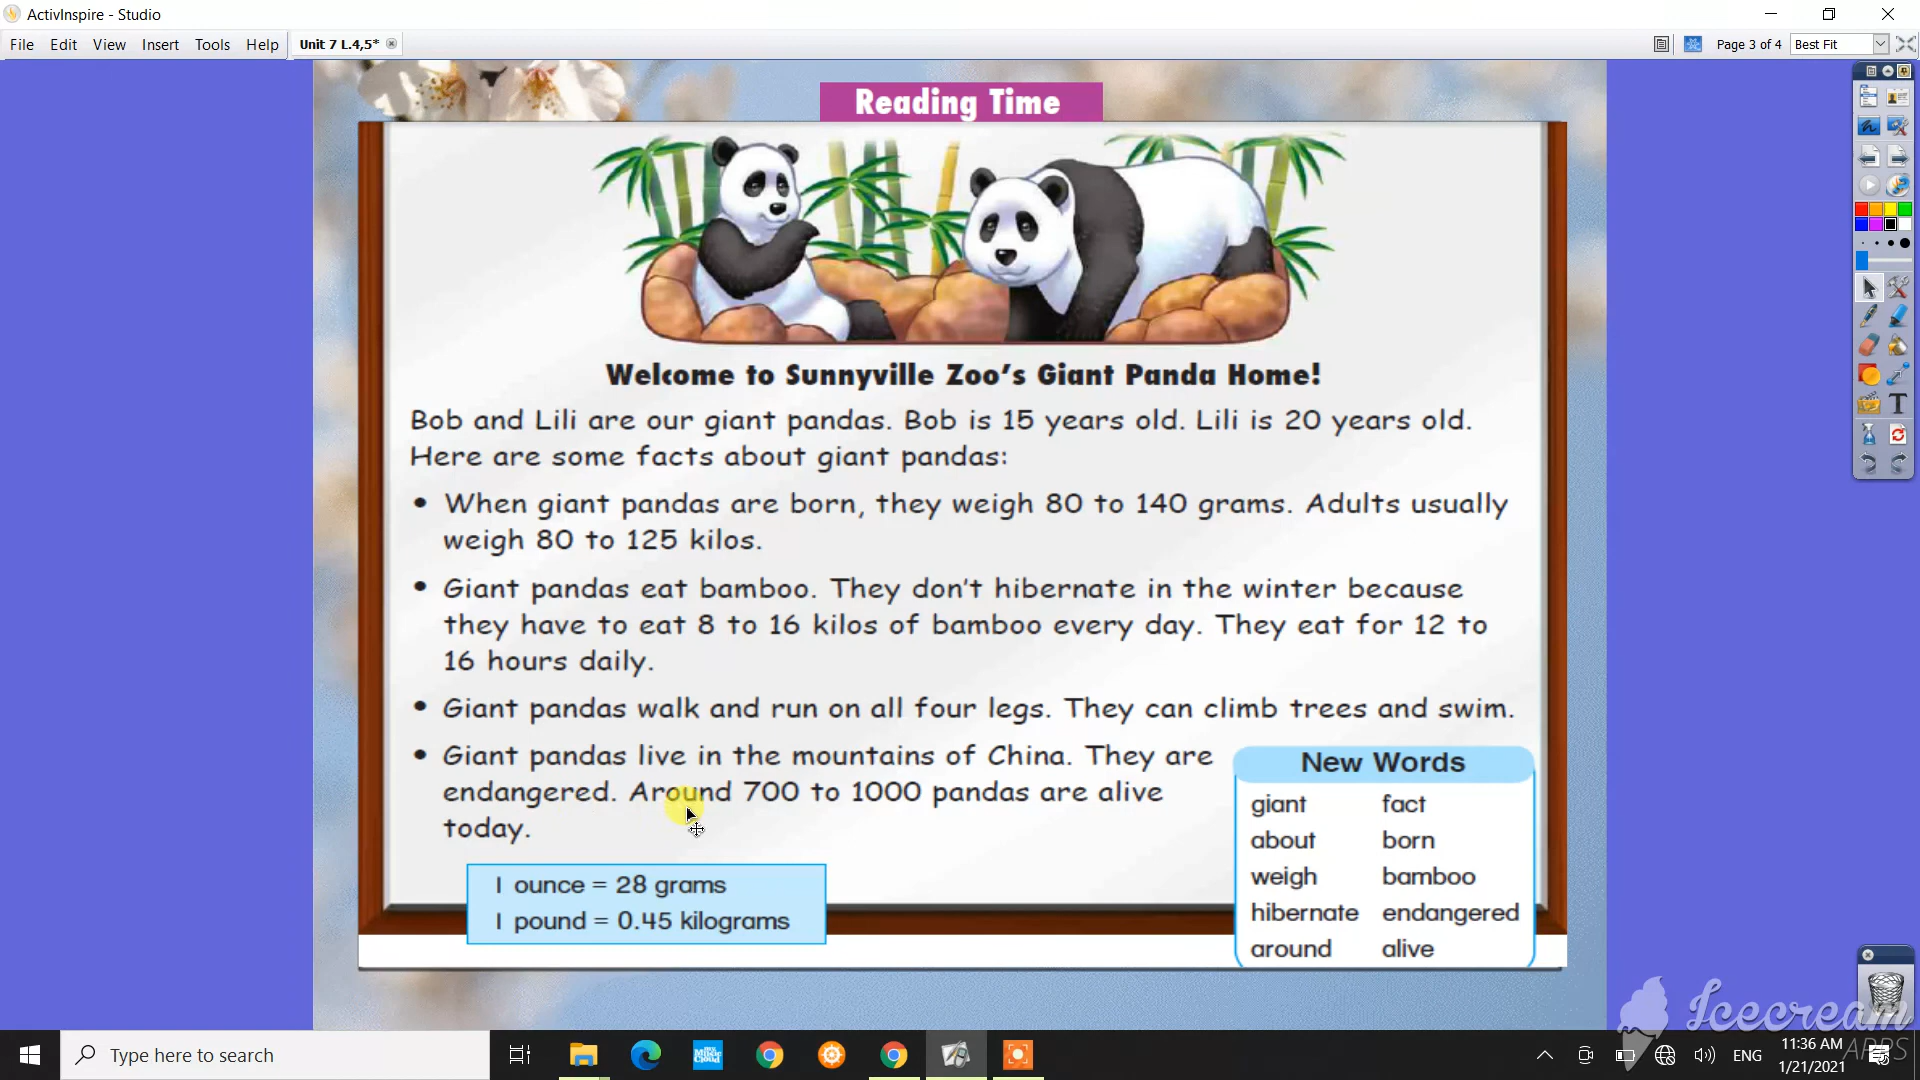 ActivInspire - Studio
File Edit View Insert Tools Help Unit 7 L.4,5* Page 3 of 4 Best Fit
Reading Time
Welcome to Sunnyville Zoo's Giant Panda Home!
Bob and Lili are our giant pandas. Bob is 15 years old. Lili is 20 years old.
Here are some facts about giant pandas:
• When giant pandas are born, they weigh 80 to 140 grams. Adults usually
weigh 80 to 125 kilos.
• Giant pandas eat bamboo. They don't hibernate in the winter because
they have to eat 8 to 16 kilos of bamboo every day. They eat for 12 to
16 hours daily.
• Giant pandas walk and run on all four legs. They can climb trees and swim.
• Giant pandas live in the mountains of China. They are
endangered. Around 700 to 1000 pandas are alive
today.
1 ounce = 28 grams
1 pound = 0.45 kilograms
New Words
giant fact
about born
weigh bamboo
hibernate endangered
around alive
Icecream
APPS
Type here to search
ENG
11:36 AM
1/21/2021